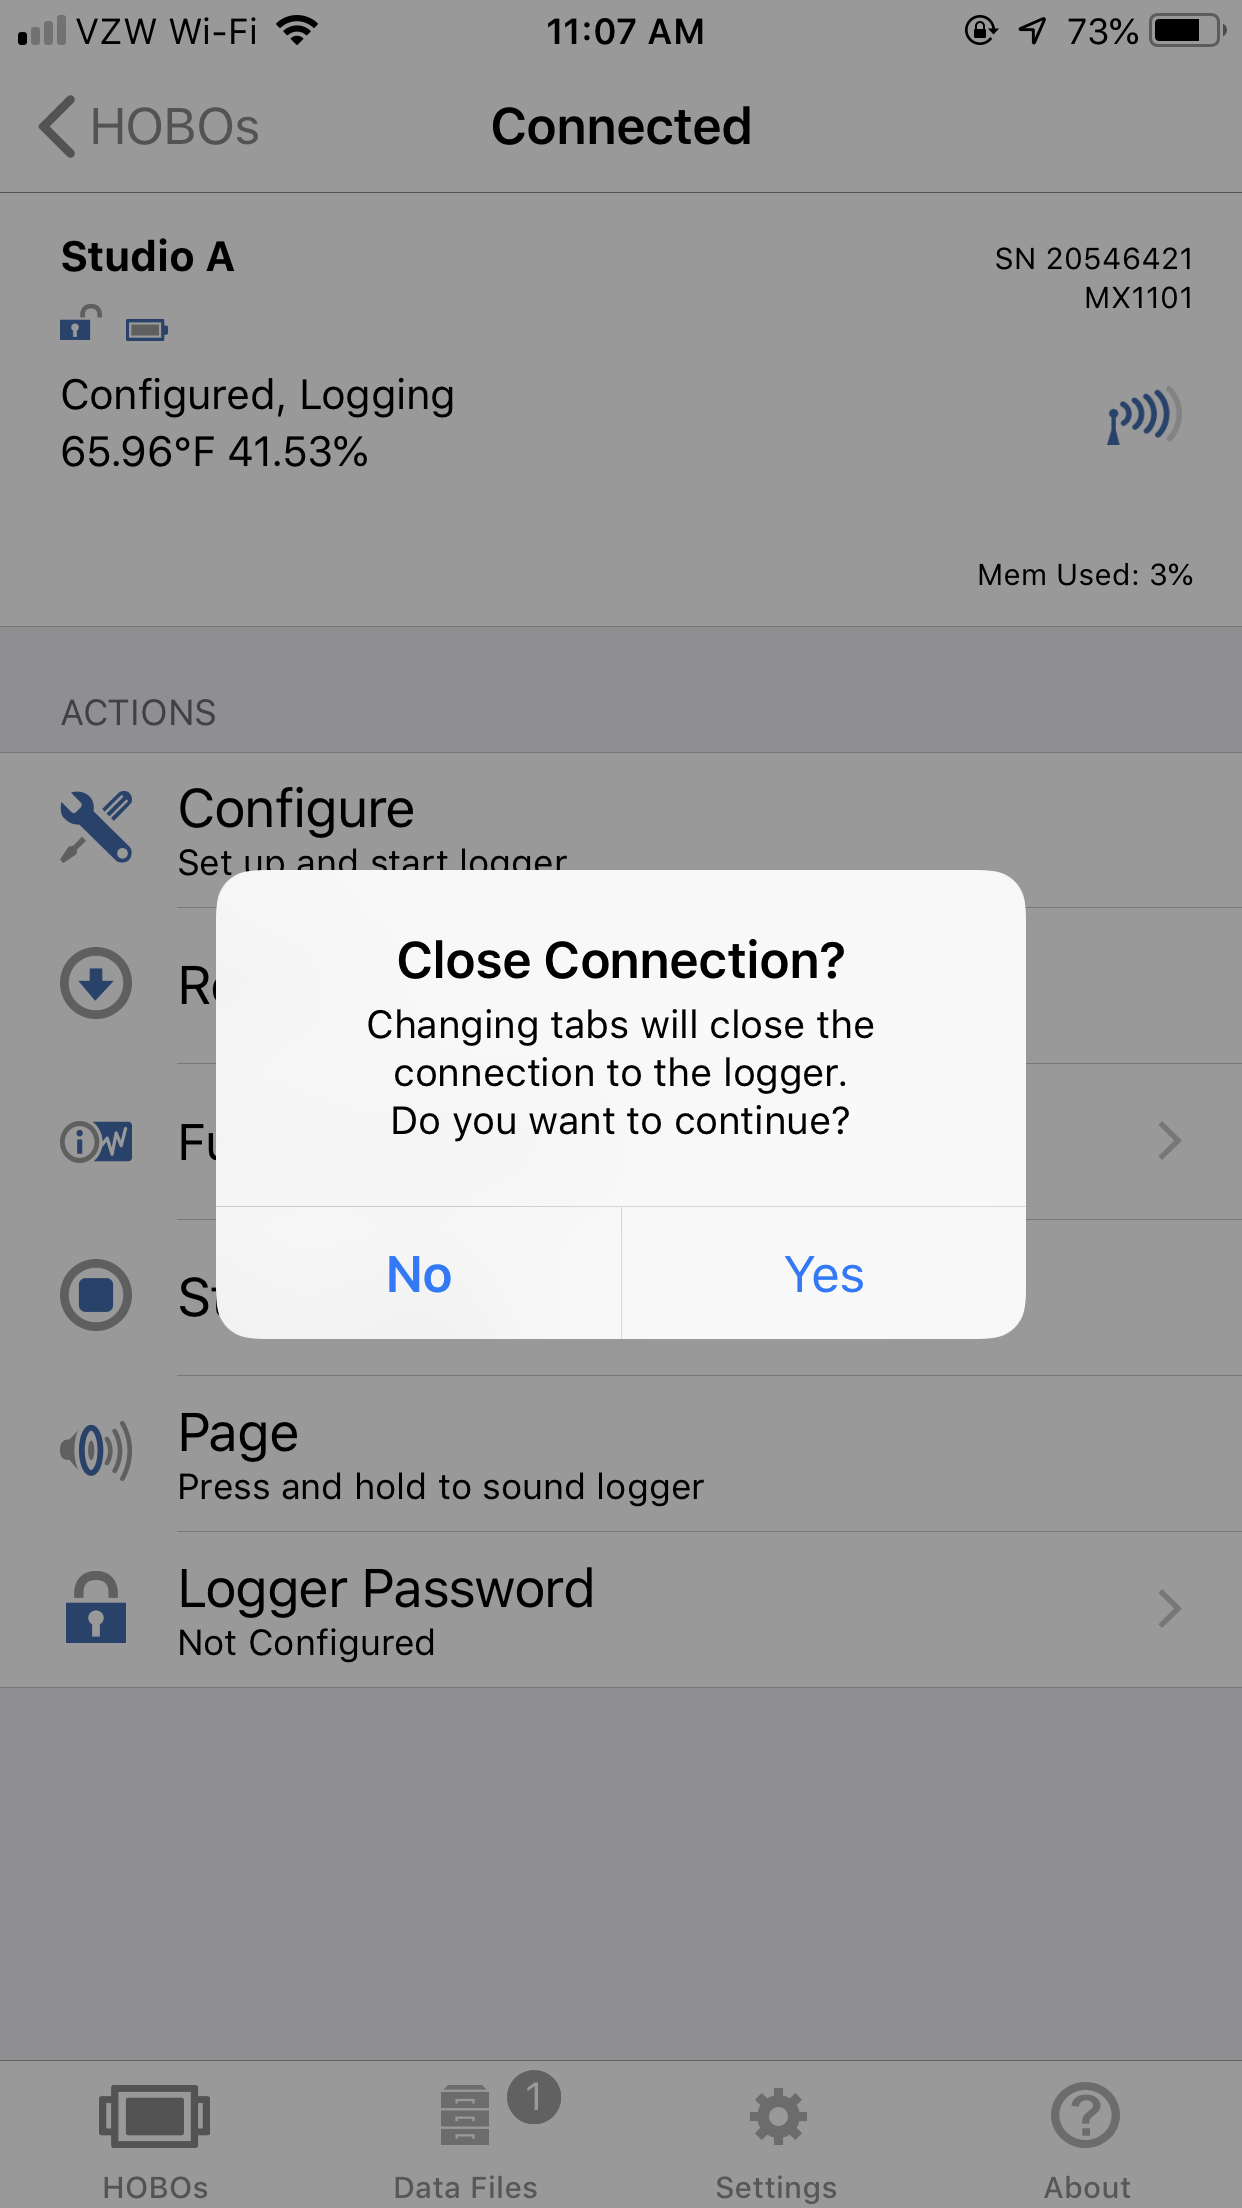 VZW Wi-Fi 11:07 AM 73%
HOBOs Connected
Studio A
SN 20546421
MX1101
Configured, Logging
65.96°F 41.53%
Mem Used: 3%
ACTIONS
Configure
Set up and start logger
Close Connection?
Changing tabs will close the
connection to the logger.
Do you want to continue?
No Yes
Page
Press and hold to sound logger
Logger Password
Not Configured
1
HOBOs Data Files Settings About